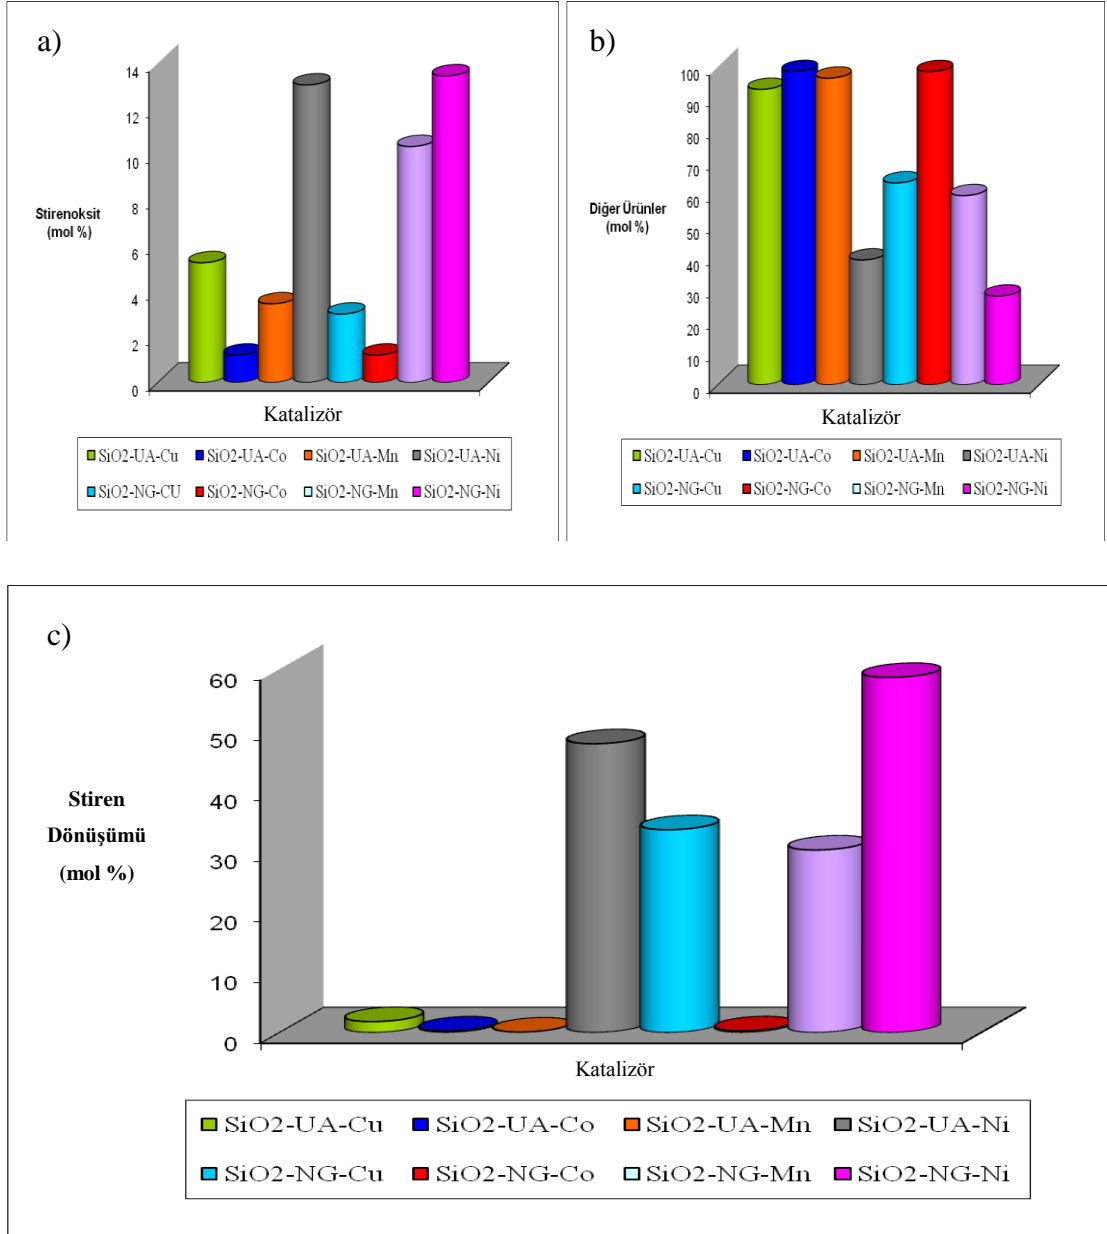 a)
14
12
10
8
6
4
2
0
Stirenoksit
(mol %)
Katalizör
SiO2-UA-Cu SiO2-UA-Co SiO2-UA-Mn SiO2-UA-Ni
SiO2-NG-CU SiO2-NG-Co SiO2-NG-Mn SiO2-NG-Ni
b)
100
90
80
70
60
50
40
30
20
10
0
Diğer Ürünler
(mol %)
Katalizör
SiO2-UA-Cu SiO2-UA-Co SiO2-UA-Mn SiO2-UA-Ni
SiO2-NG-Cu SiO2-NG-Co SiO2-NG-Mn SiO2-NG-Ni
c)
60
50
40
30
20
10
0
Stiren
Dönüşümü
(mol %)
Katalizör
SiO2-UA-Cu SiO2-UA-Co SiO2-UA-Mn SiO2-UA-Ni
SiO2-NG-Cu SiO2-NG-Co SiO2-NG-Mn SiO2-NG-Ni